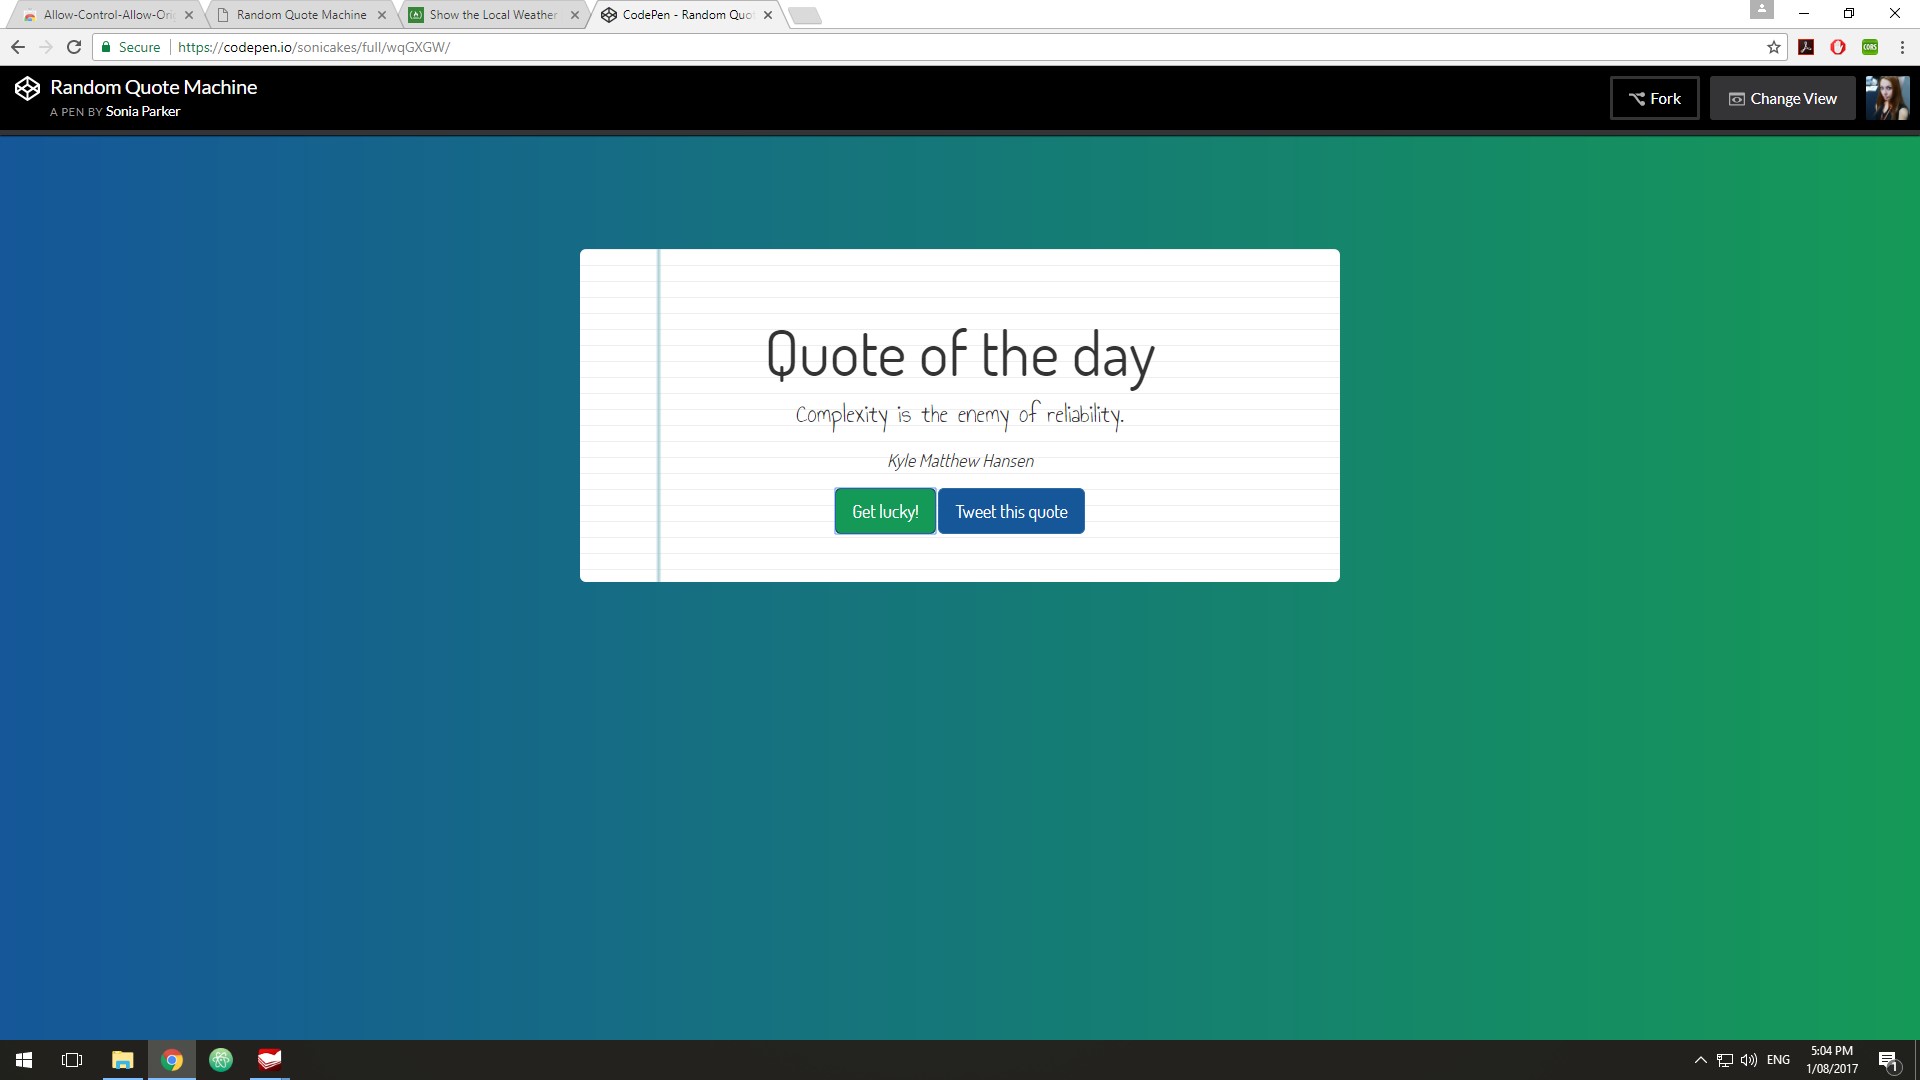 Allow-Control-Allow-Ori
Random Quote Machine
Show the Local Weather
CodePen - Random Quo
Secure
https://codepen.io/sonicakes/full/wqGXGW/
CORS
Random Quote Machine
A PEN BY Sonia Parker
Fork
Change View
Quote of the day
Complexity is the enemy of reliability.
Kyle Matthew Hansen
Get lucky!
Tweet this quote
ENG
5:04 PM
1/08/2017
1